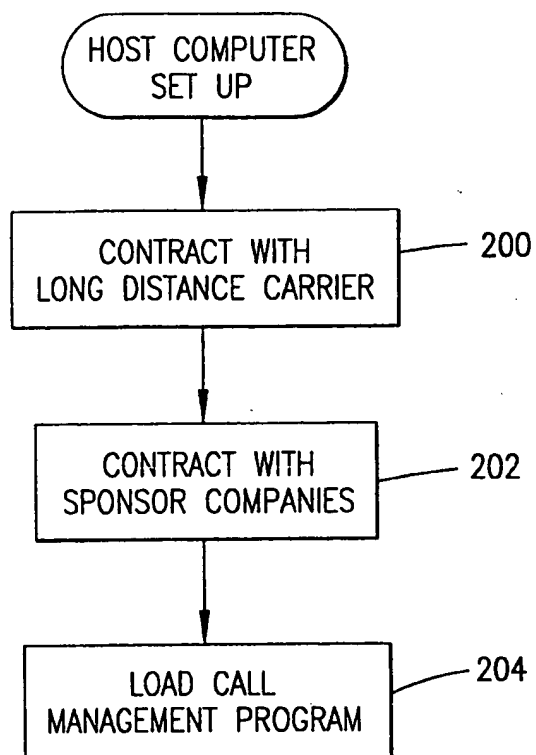 HOST COMPUTER
SET UP
CONTRACT WITH
LONG DISTANCE CARRIER
200
CONTRACT WITH
SPONSOR COMPANIES
202
LOAD CALL
MANAGEMENT PROGRAM
204